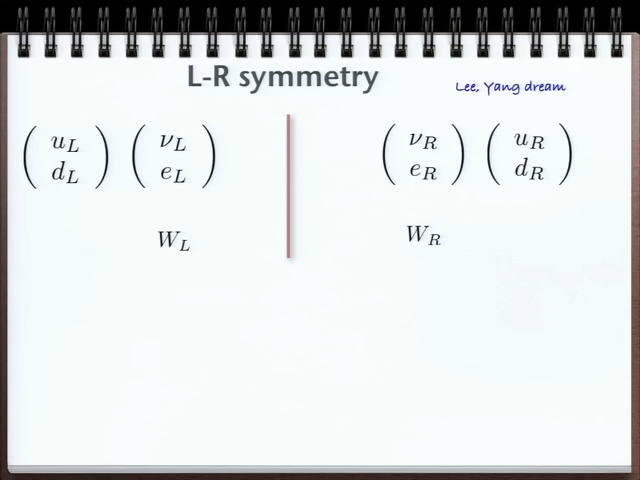 L-R symmetry
Lee, Yang dream
( u_L ) ( ν_L ) ( ν_R ) ( u_R )
( d_L ) ( e_L ) ( e_R ) ( d_R )
W_L W_R